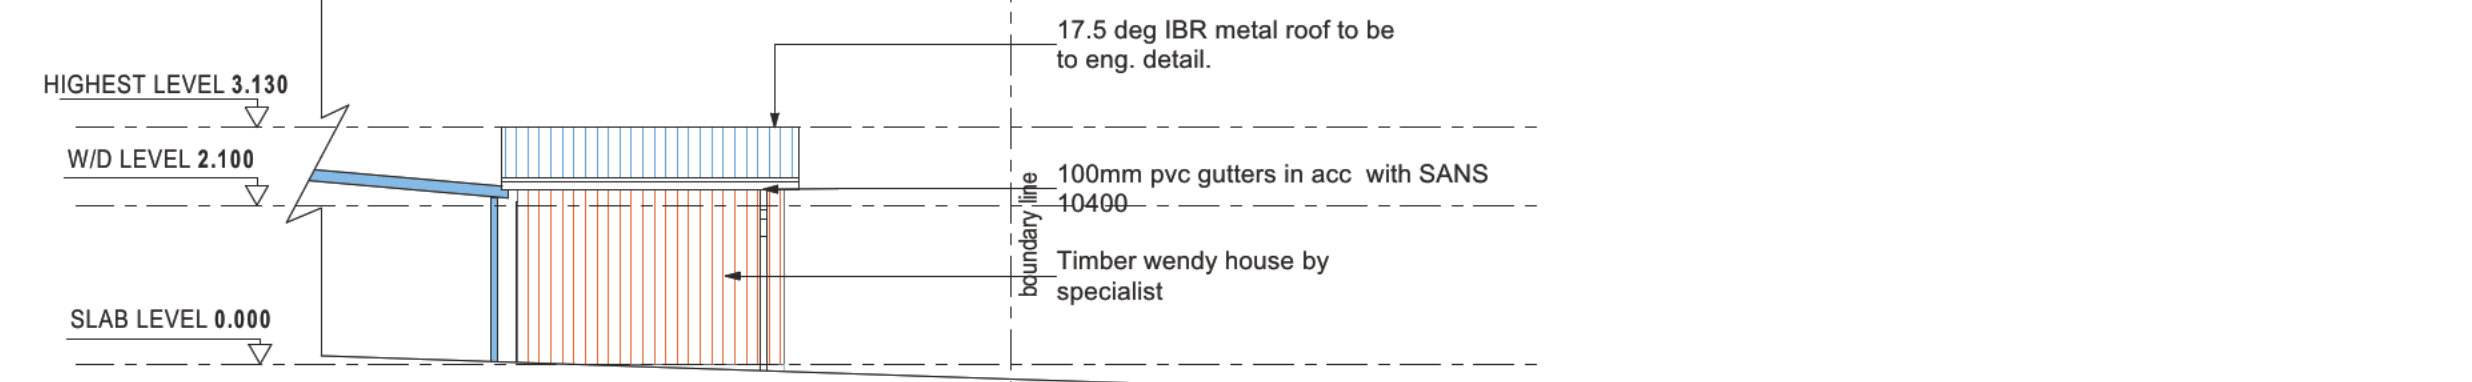 17.5 deg IBR metal roof to be
to eng. detail.
HIGHEST LEVEL 3.130
W/D LEVEL 2.100
100mm pvc gutters in acc  with SANS
10400
boundary line
Timber wendy house by
specialist
SLAB LEVEL 0.000